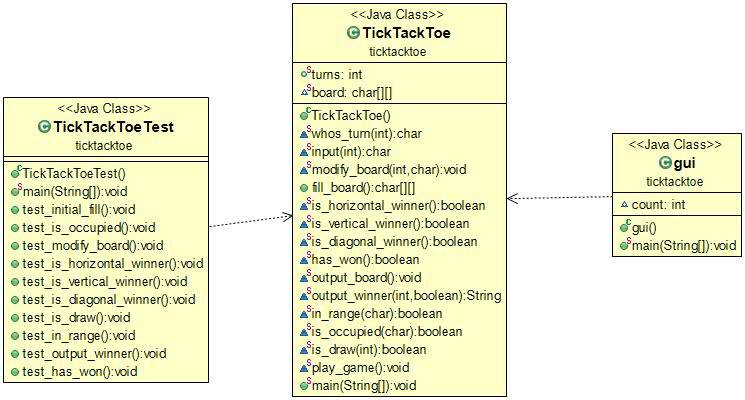 <<Java Class>>
TickTackToeTest
ticktacktoe
TickTackToeTest()
main(String[]):void
test_initial_fill():void
test_is_occupied():void
test_modify_board():void
test_is_horizontal_winner():void
test_is_vertical_winner():void
test_is_diagonal_winner():void
test_is_draw():void
test_in_range():void
test_output_winner():void
test_has_won():void
<<Java Class>>
TickTackToe
ticktacktoe
turns: int
board: char[][]
TickTackToe()
whos_turn(int):char
input(int):char
modify_board(int,char):void
fill_board():char[][]
is_horizontal_winner():boolean
is_vertical_winner():boolean
is_diagonal_winner():boolean
has_won():boolean
output_board():void
output_winner(int,boolean):String
in_range(char):boolean
is_occupied(char):boolean
is_draw(int):boolean
play_game():void
main(String[]):void
<<Java Class>>
gui
ticktacktoe
count: int
gui()
main(String[]):void